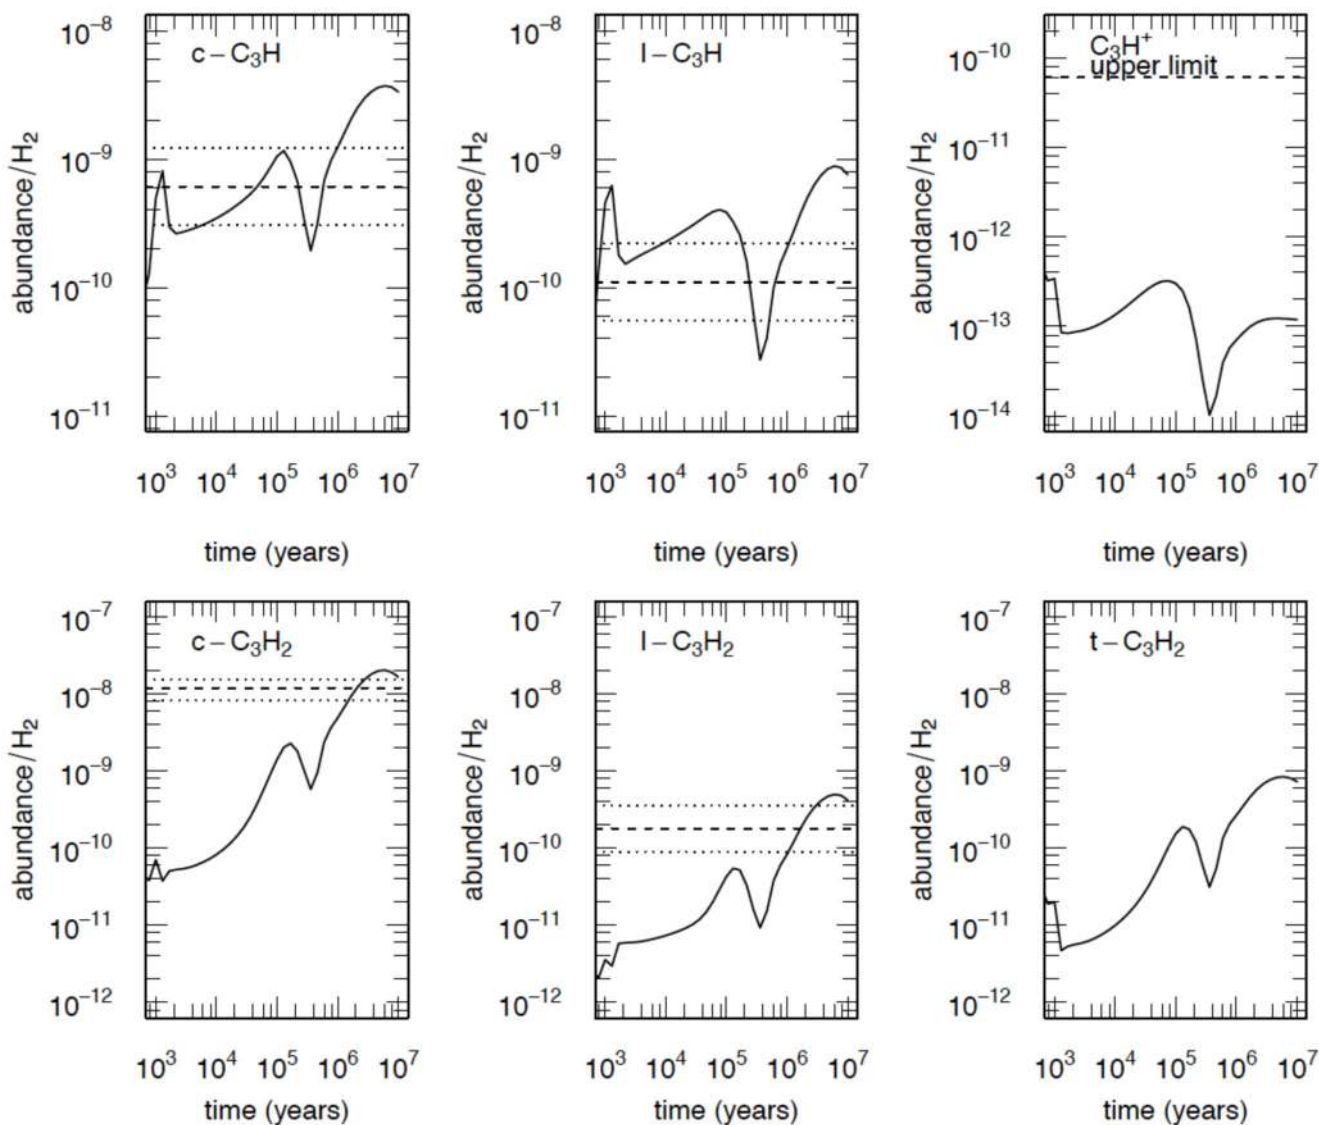 c − C₃H
abundance/H₂
10⁻⁸
10⁻⁹
10⁻¹⁰
10⁻¹¹
10³ 10⁴ 10⁵ 10⁶ 10⁷
time (years)
l − C₃H
abundance/H₂
10⁻⁸
10⁻⁹
10⁻¹⁰
10⁻¹¹
10³ 10⁴ 10⁵ 10⁶ 10⁷
time (years)
C₃H⁺
upper limit
abundance/H₂
10⁻¹⁰
10⁻¹¹
10⁻¹²
10⁻¹³
10⁻¹⁴
10³ 10⁴ 10⁵ 10⁶ 10⁷
time (years)
c − C₃H₂
abundance/H₂
10⁻⁷
10⁻⁸
10⁻⁹
10⁻¹⁰
10⁻¹¹
10⁻¹²
10³ 10⁴ 10⁵ 10⁶ 10⁷
time (years)
l − C₃H₂
abundance/H₂
10⁻⁷
10⁻⁸
10⁻⁹
10⁻¹⁰
10⁻¹¹
10⁻¹²
10³ 10⁴ 10⁵ 10⁶ 10⁷
time (years)
t − C₃H₂
abundance/H₂
10⁻⁷
10⁻⁸
10⁻⁹
10⁻¹⁰
10⁻¹¹
10⁻¹²
10³ 10⁴ 10⁵ 10⁶ 10⁷
time (years)